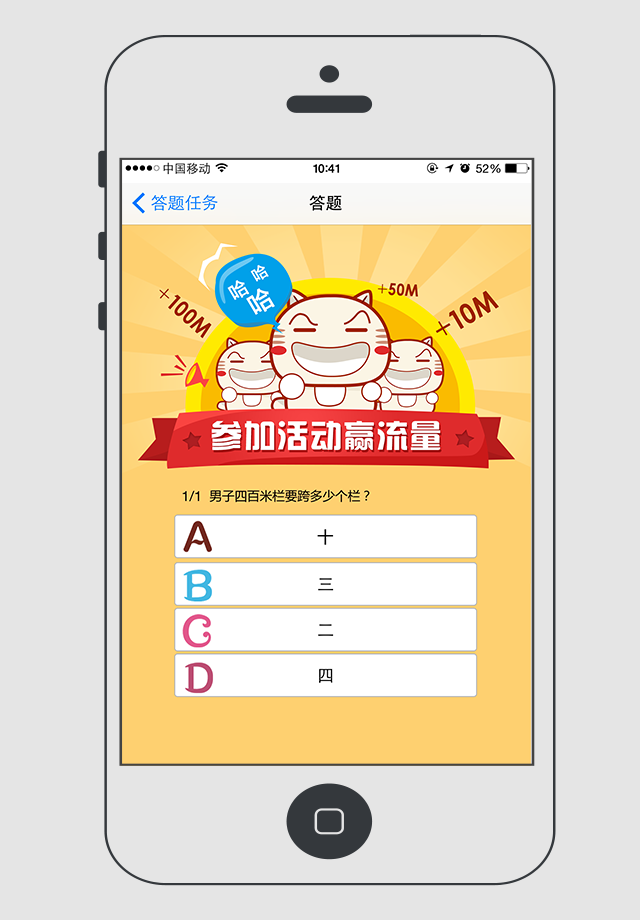 中国移动
10:41
52%
答题任务
答题
哈哈
哈
+100M
+50M
+10M
参加活动赢流量
1/1 男子四百米栏要跨多少个栏？
A 十
B 三
C 二
D 四